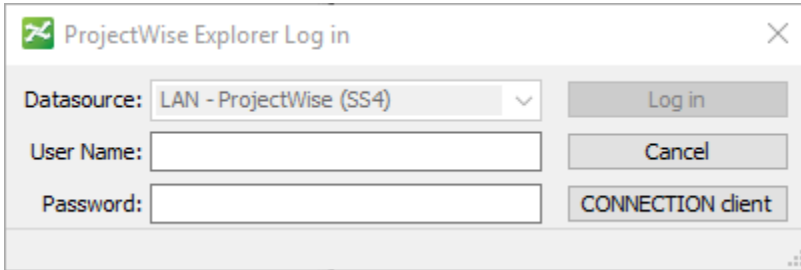 ProjectWise Explorer Log in
Datasource: LAN - ProjectWise (SS4) Log in
User Name: Cancel
Password: CONNECTION client